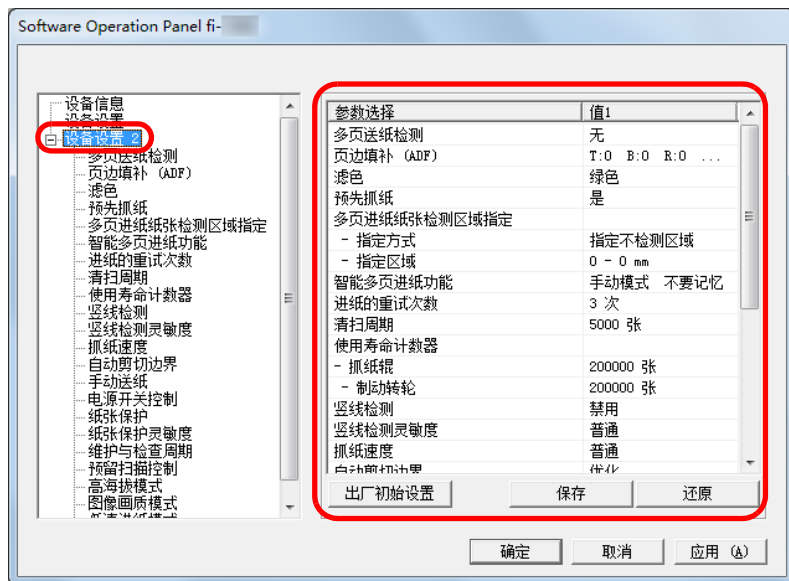 Software Operation Panel fi-
设备信息
设备设置
设备设置 2
多页送纸检测
页边填补 (ADF)
滤色
预先抓纸
多页进纸纸张检测区域指定
智能多页进纸功能
进纸的重试次数
清扫周期
使用寿命计数器
竖线检测
竖线检测灵敏度
抓纸速度
自动剪切边界
手动送纸
电源开关控制
纸张保护
纸张保护灵敏度
维护与检查周期
预留扫描控制
高海拔模式
图像画质模式
低速进纸模式
参数选择 值1
多页送纸检测 无
页边填补 (ADF) T:0 B:0 R:0 ...
滤色 绿色
预先抓纸 是
多页进纸纸张检测区域指定
- 指定方式 指定不检测区域
- 指定区域 0 - 0 mm
智能多页进纸功能 手动模式 不要记忆
进纸的重试次数 3 次
清扫周期 5000 张
使用寿命计数器
- 抓纸辊 200000 张
- 制动转轮 200000 张
竖线检测 禁用
竖线检测灵敏度 普通
抓纸速度 普通
自动剪切边界 优化
出厂初始设置 保存 还原
确定 取消 应用 (A)